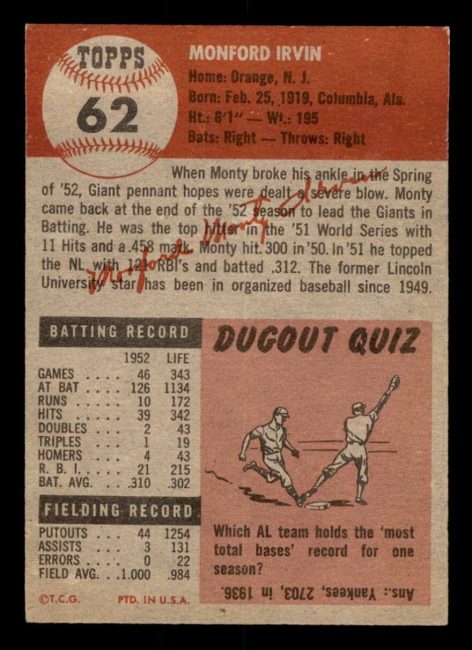 TOPPS
62
MONFORD IRVIN
Home: Orange, N. J.
Born: Feb. 25, 1919, Columbia, Ala.
Ht.: 6'1" — Wt.: 195
Bats: Right — Throws: Right
When Monty broke his ankle in the Spring
of '52, Giant pennant hopes were dealt a severe blow. Monty
came back at the end of the '52 season to lead the Giants in
Batting. He was the top hitter in the '51 World Series with
11 Hits and a .458 mark. Monty hit .300 in '50. In '51 he topped
the NL with 121 RBI's and batted .312. The former Lincoln
University star has been in organized baseball since 1949.
Monford Monty Irvin
BATTING RECORD
1952 LIFE
GAMES .... 46 343
AT BAT .... 126 1134
RUNS .... 10 172
HITS .... 39 342
DOUBLES .. 2 43
TRIPLES ... 1 19
HOMERS ... 4 43
R. B. I. .... 21 215
BAT. AVG. .. .310 .302
FIELDING RECORD
PUTOUTS .. 44 1254
ASSISTS ... 3 131
ERRORS ... 0 22
FIELD AVG. .. 1.000 .984
©T.C.G. PTD. IN U.S.A.
DUGOUT QUIZ
Which AL team holds the 'most
total bases' record for one
season?
Ans.: Yankees, 2703, in 1936.